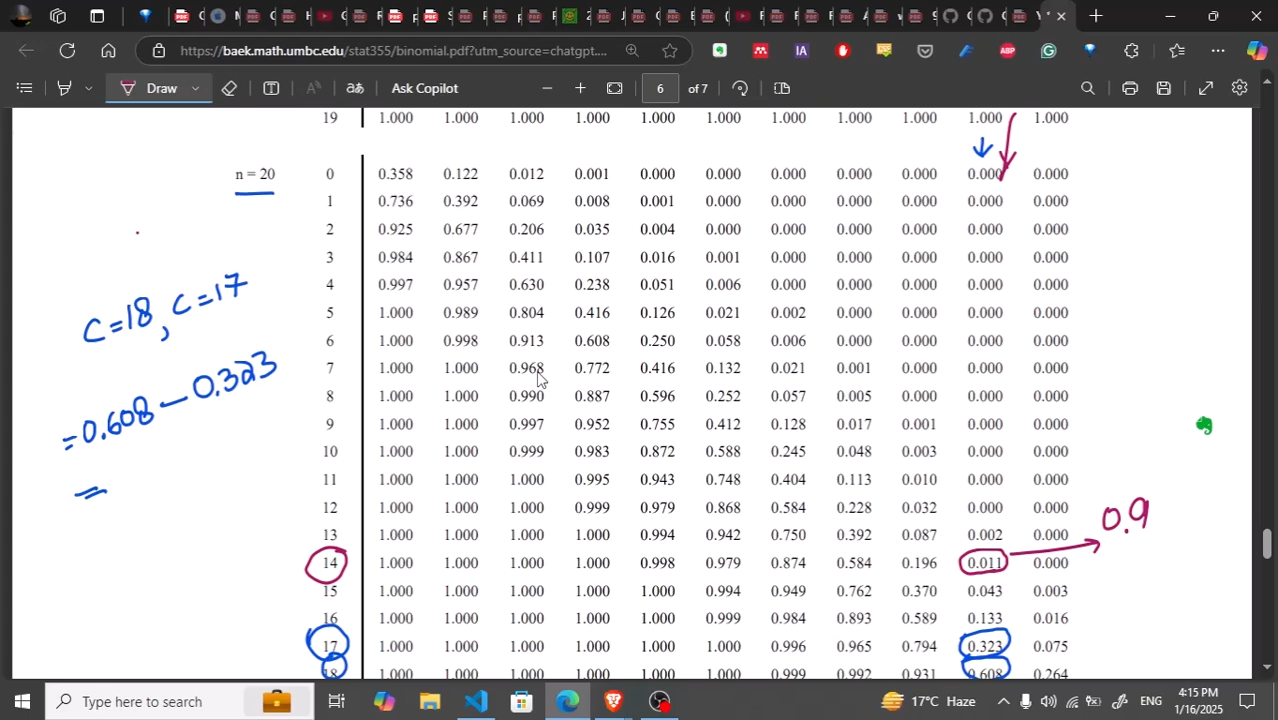 https://baek.math.umbc.edu/stat355/binomial.pdf?utm_source=chatgpt....
Draw Ask Copilot 6 of 7
19 1.000 1.000 1.000 1.000 1.000 1.000 1.000 1.000 1.000 1.000 1.000
n = 20 0 0.358 0.122 0.012 0.001 0.000 0.000 0.000 0.000 0.000 0.000 0.000
1 0.736 0.392 0.069 0.008 0.001 0.000 0.000 0.000 0.000 0.000 0.000
2 0.925 0.677 0.206 0.035 0.004 0.000 0.000 0.000 0.000 0.000 0.000
3 0.984 0.867 0.411 0.107 0.016 0.001 0.000 0.000 0.000 0.000 0.000
4 0.997 0.957 0.630 0.238 0.051 0.006 0.000 0.000 0.000 0.000 0.000
5 1.000 0.989 0.804 0.416 0.126 0.021 0.002 0.000 0.000 0.000 0.000
C=18, C=17
6 1.000 0.998 0.913 0.608 0.250 0.058 0.006 0.000 0.000 0.000 0.000
7 1.000 1.000 0.968 0.772 0.416 0.132 0.021 0.001 0.000 0.000 0.000
8 1.000 1.000 0.990 0.887 0.596 0.252 0.057 0.005 0.000 0.000 0.000
=0.608-0.323
9 1.000 1.000 0.997 0.952 0.755 0.412 0.128 0.017 0.001 0.000 0.000
10 1.000 1.000 0.999 0.983 0.872 0.588 0.245 0.048 0.003 0.000 0.000
11 1.000 1.000 1.000 0.995 0.943 0.748 0.404 0.113 0.010 0.000 0.000
=
12 1.000 1.000 1.000 0.999 0.979 0.868 0.584 0.228 0.032 0.000 0.000
0.9
13 1.000 1.000 1.000 1.000 0.994 0.942 0.750 0.392 0.087 0.002 0.000
14 1.000 1.000 1.000 1.000 0.998 0.979 0.874 0.584 0.196 0.011 0.000
15 1.000 1.000 1.000 1.000 1.000 0.994 0.949 0.762 0.370 0.043 0.003
16 1.000 1.000 1.000 1.000 1.000 0.999 0.984 0.893 0.589 0.133 0.016
17 1.000 1.000 1.000 1.000 1.000 1.000 0.996 0.965 0.794 0.323 0.075
18 1.000 1.000 1.000 1.000 1.000 1.000 0.999 0.992 0.931 0.608 0.264
Type here to search 17°C Haze ENG 4:15 PM
1/16/2025